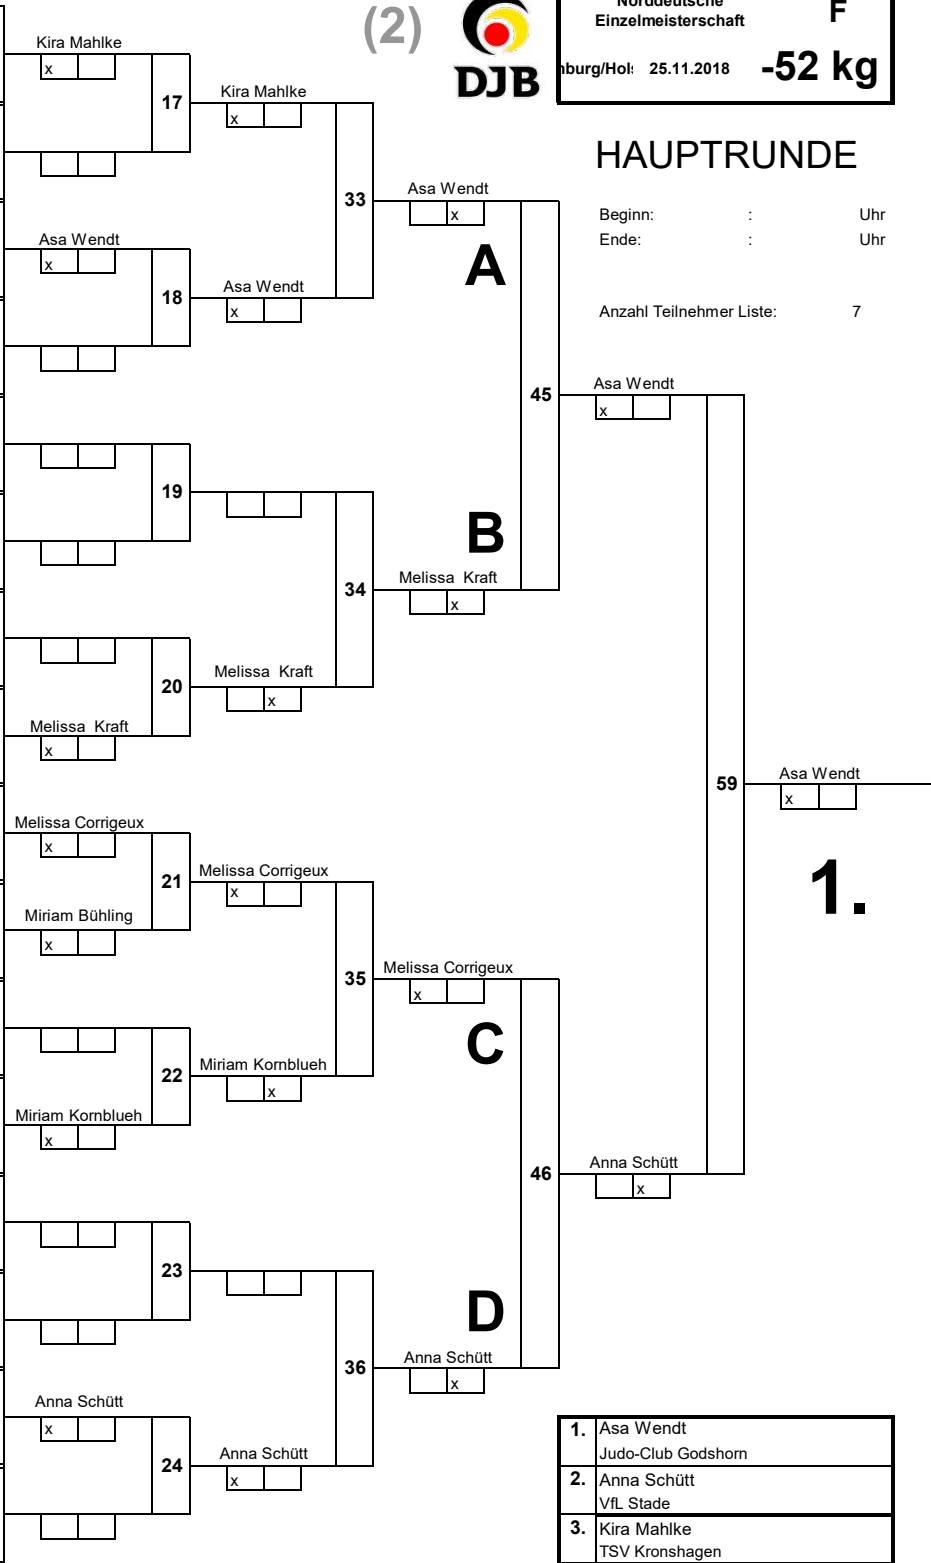 (2)
DJB
Norddeutsche
Einzelmeisterschaft
F
25.11.2018
-52 kg
HAUPTRUNDE
Beginn: : Uhr
Ende: : Uhr
Anzahl Teilnehmer Liste: 7
Kira Mahlke
x
17
Kira Mahlke
x
33
Asa Wendt
x
A
Asa Wendt
x
18
Asa Wendt
x
45
Asa Wendt
x
19
B
34
Melissa Kraft
x
20
Melissa Kraft
x
Melissa Kraft
x
59
Asa Wendt
x
1.
Melissa Corrigeux
x
21
Melissa Corrigeux
x
Miriam Bühling
x
35
Melissa Corrigeux
x
C
22
Miriam Kornblueh
x
Miriam Kornblueh
x
46
Anna Schütt
x
23
D
36
Anna Schütt
x
Anna Schütt
x
24
Anna Schütt
x
1. Asa Wendt
Judo-Club Godshorn
2. Anna Schütt
VfL Stade
3. Kira Mahlke
TSV Kronshagen